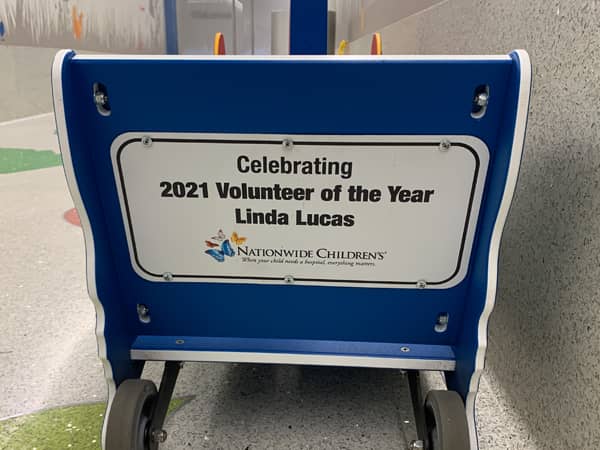 Celebrating
2021 Volunteer of the Year
Linda Lucas
NATIONWIDE CHILDREN'S
When your child needs a hospital, everything matters.